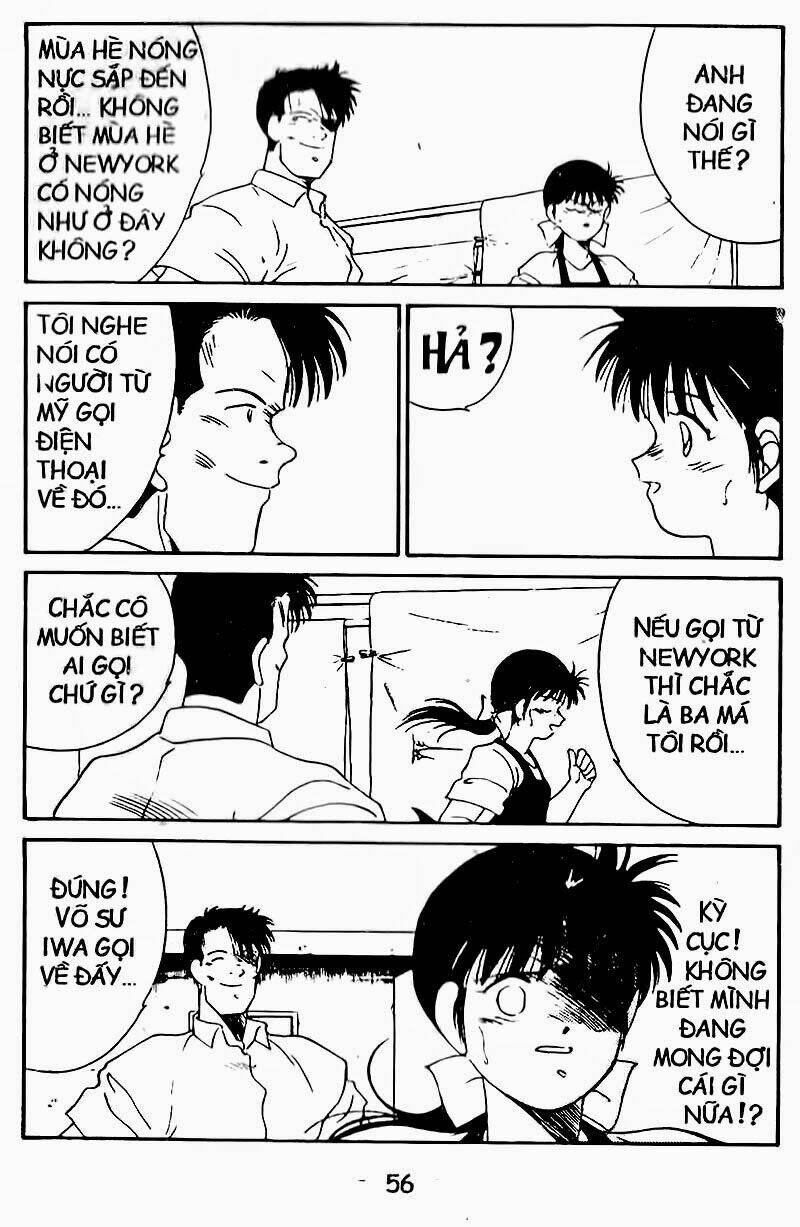 MÙA HÈ NÓNG
NỰC SẮP ĐẾN
RỒI... KHÔNG
BIẾT MÙA HÈ
Ở NEWYORK
CÓ NÓNG
NHƯ Ở ĐÂY
KHÔNG?
ANH
ĐANG
NÓI GÌ
THẾ?
TÔI NGHE
NÓI CÓ
NGƯỜI TỪ
MỸ GỌI
ĐIỆN
THOẠI
VỀ ĐÓ...
HẢ?
CHẮC CÔ
MUỐN BIẾT
AI GỌI
CHỨ GÌ?
NẾU GỌI TỪ
NEWYORK
THÌ CHẮC
LÀ BA MÁ
TÔI RỒI...
ĐÚNG!
VÕ SƯ
IWA GỌI
VỀ ĐẤY...
KỲ
CỤC!
KHÔNG
BIẾT MÌNH
ĐANG
MONG ĐỢI
CÁI GÌ
NỮA!?
56